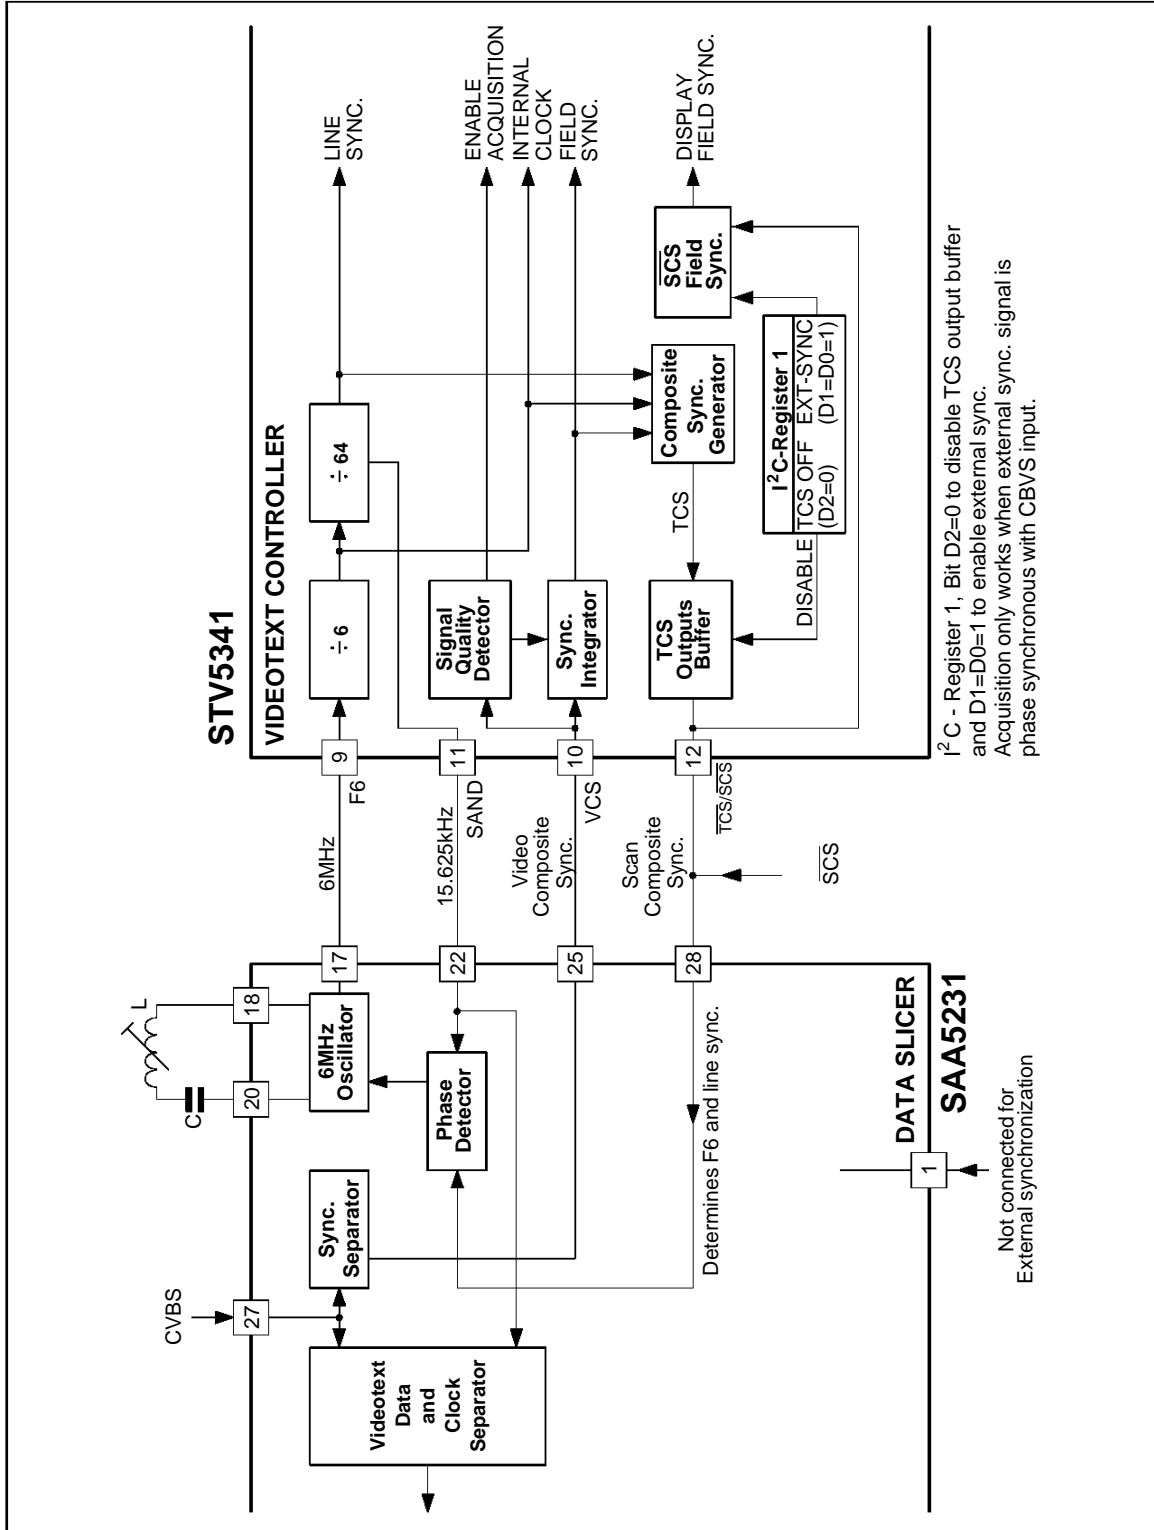 STV5341
VIDEOTEXT CONTROLLER
DATA SLICER
SAA5231
CVBS
27
20
18
C
L
Videotext
Data
and
Clock
Separator
Sync.
Separator
6MHz
Oscillator
Phase
Detector
17
22
25
28
1
Not connected for
External synchronization
Determines F6 and line sync.
6MHz
15.625kHz
Video
Composite
Sync.
Scan
Composite
Sync.
SCS
F6
SAND
VCS
TCS/SCS
9
11
10
12
÷ 6
÷ 64
Signal
Quality
Detector
Sync.
Integrator
TCS
Outputs
Buffer
TCS
Composite
Sync.
Generator
DISABLE
I²C-Register 1
TCS OFF EXT-SYNC
(D2=0) (D1=D0=1)
SCS
Field
Sync.
LINE
SYNC.
ENABLE
ACQUISITION
INTERNAL
CLOCK
FIELD
SYNC.
DISPLAY
FIELD SYNC.
I² C - Register 1, Bit D2=0 to disable TCS output buffer
and D1=D0=1 to enable external sync.
Acquisition only works when external sync. signal is
phase synchronous with CBVS input.